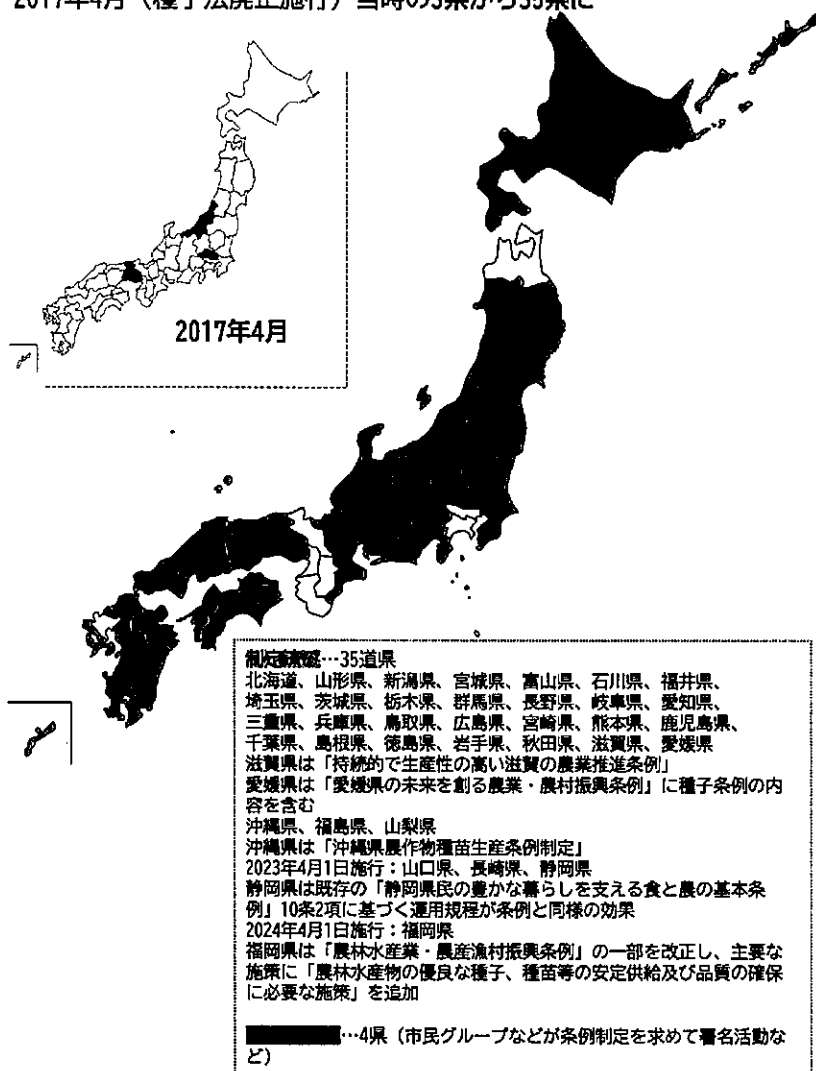 2017年4月（種子法廃止施行）当時の3県から35県に
2017年4月
…35道県
北海道、山形県、新潟県、宮城県、富山県、石川県、福井県、
埼玉県、茨城県、栃木県、群馬県、長野県、岐阜県、愛知県、
三重県、兵庫県、鳥取県、広島県、宮崎県、熊本県、鹿児島県、
千葉県、島根県、徳島県、岩手県、秋田県、滋賀県、愛媛県
滋賀県は「持続的で生産性の高い滋賀の農業推進条例」
愛媛県は「愛媛県の未来を創る農業・農村振興条例」に種子条例の内
容を含む
沖縄県、福島県、山梨県
沖縄県は「沖縄県農作物種苗生産条例制定」
2023年4月1日施行：山口県、長崎県、静岡県
静岡県は既存の「静岡県民の豊かな暮らしを支える食と農の基本条
例」10条2項に基づく運用規程が条例と同様の効果
2024年4月1日施行：福岡県
福岡県は「農林水産業・農産漁村振興条例」の一部を改正し、主要な
施策に「農林水産物の優良な種子、種苗等の安定供給及び品質の確保
に必要な施策」を追加
…4県（市民グループなどが条例制定を求めて署名活動な
ど）